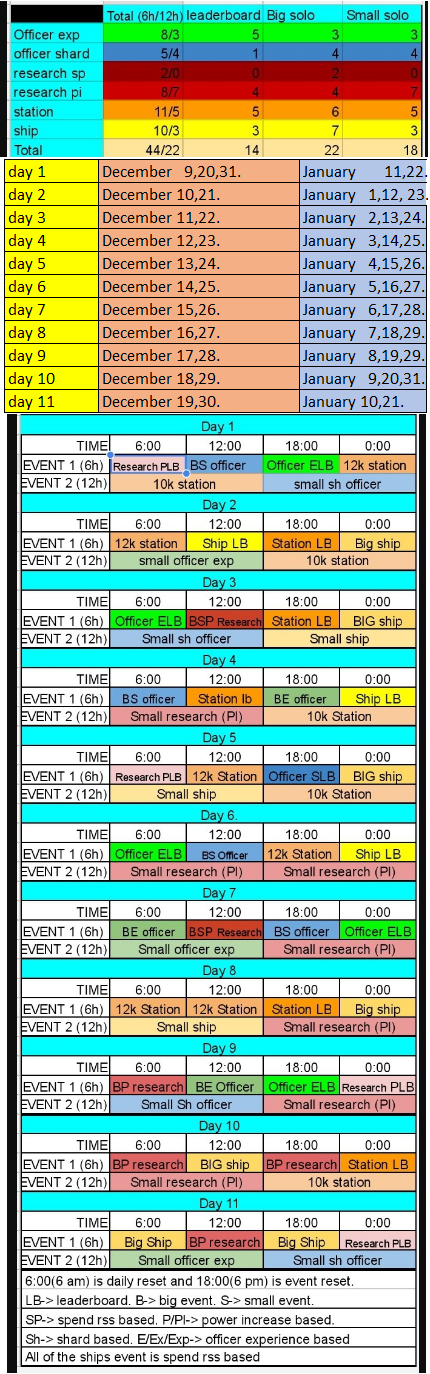 Total (6h/12h) leaderboard Big solo Small solo
Officer exp 8/3 5 3 3
officer shard 5/4 1 4 4
research sp 2/0 0 2 0
research pi 8/7 4 4 7
station 11/5 5 6 5
ship 10/3 3 7 3
Total 44/22 14 22 18
day 1 December 9,20,31. January 11,22.
day 2 December 10,21. January 1,12, 23.
day 3 December 11,22. January 2,13,24.
day 4 December 12,23. January 3,14,25.
day 5 December 13,24. January 4,15,26.
day 6 December 14,25. January 5,16,27.
day 7 December 15,26. January 6,17,28.
day 8 December 16,27. January 7,18,29.
day 9 December 17,28. January 8,19,29.
day 10 December 18,29. January 9,20,31.
day 11 December 19,30. January 10,21.
Day 1
TIME 6:00 12:00 18:00 0:00
EVENT 1 (6h) Research PLB BS officer Officer ELB 12k station
EVENT 2 (12h) 10k station small sh officer
Day 2
TIME 6:00 12:00 18:00 0:00
EVENT 1 (6h) 12k station Ship LB Station LB Big ship
EVENT 2 (12h) small officer exp 10k station
Day 3
TIME 6:00 12:00 18:00 0:00
EVENT 1 (6h) Officer ELB BSP Research Station LB BIG ship
EVENT 2 (12h) Small sh officer Small ship
Day 4
TIME 6:00 12:00 18:00 0:00
EVENT 1 (6h) BS officer Station lb BE officer Ship LB
EVENT 2 (12h) Small research (PI) 10k Station
Day 5
TIME 6:00 12:00 18:00 0:00
EVENT 1 (6h) Research PLB 12k Station Officer SLB BIG ship
EVENT 2 (12h) Small ship 10k Station
Day 6.
TIME 6:00 12:00 18:00 0:00
EVENT 1 (6h) Officer ELB BS Officer 12k Station Ship LB
EVENT 2 (12h) Small research (PI) Small research (PI)
Day 7
TIME 6:00 12:00 18:00 0:00
EVENT 1 (6h) BE officer BSP Research BS officer Officer ELB
EVENT 2 (12h) Small officer exp Small research (PI)
Day 8
TIME 6:00 12:00 18:00 0:00
EVENT 1 (6h) 12k Station 12k Station Station LB Big ship
EVENT 2 (12h) Small ship Small research (PI)
Day 9
TIME 6:00 12:00 18:00 0:00
EVENT 1 (6h) BP research BE Officer Officer ELB Research PLB
EVENT 2 (12h) Small Sh officer Small research (PI)
Day 10
TIME 6:00 12:00 18:00 0:00
EVENT 1 (6h) BP research BIG ship BP research Station LB
EVENT 2 (12h) Small research (PI) 10k station
Day 11
TIME 6:00 12:00 18:00 0:00
EVENT 1 (6h) Big Ship BP research Big Ship Research PLB
EVENT 2 (12h) Small officer exp Small sh officer
6:00(6 am) is daily reset and 18:00(6 pm) is event reset.
LB-> leaderboard. B-> big event. S-> small event.
SP-> spend rss based. P/PI-> power increase based.
Sh-> shard based. E/Ex/Exp-> officer experience based
All of the ships event is spend rss based